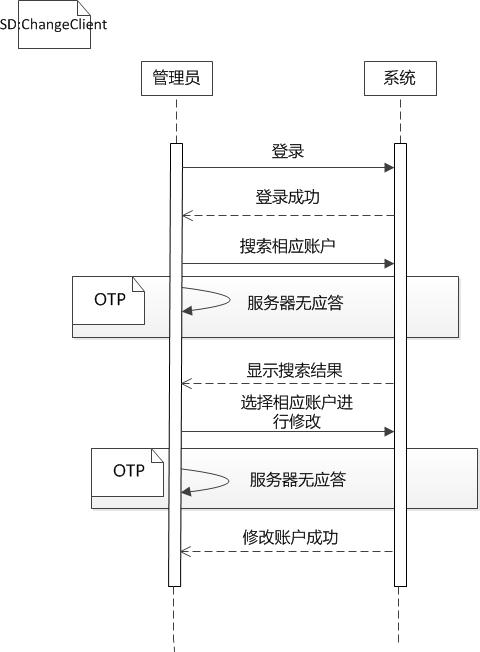 SD:ChangeClient
管理员
系统
登录
登录成功
搜索相应账户
OTP
服务器无应答
显示搜索结果
选择相应账户进
行修改
OTP
服务器无应答
修改账户成功